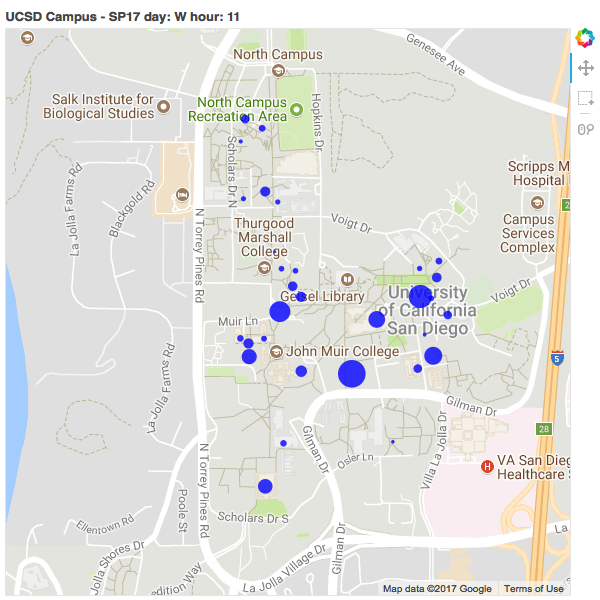 UCSD Campus - SP17 day: W hour: 11
Genesee Ave
North Campus
Salk Institute for
Biological Studies
North Campus
Recreation Area
Hopkins Dr
Scholars Dr N
Scripps M
Hospital
La Jolla Farms Rd
Blackgold Rd
2
N Torrey Pines Rd
Voigt Dr
Campus
Services
Complex
Thurgood
Marshall
College
Geisel Library
University
of California
San Diego
Voigt Dr
Muir Ln
John Muir College
5
La Jolla Farms Rd
Gilman Dr
28
Gilman Dr
Villa La Jolla Dr
Osler Ln
N Torrey Pines Rd
H
VA San Dieg
Healthcare S
Poole St
Ellentown Rd
Scholars Dr S
La
La Jolla Shores Dr
Gilman Dr
La Jolla Village Dr
edition Way
Map data ©2017 Google
Terms of Use